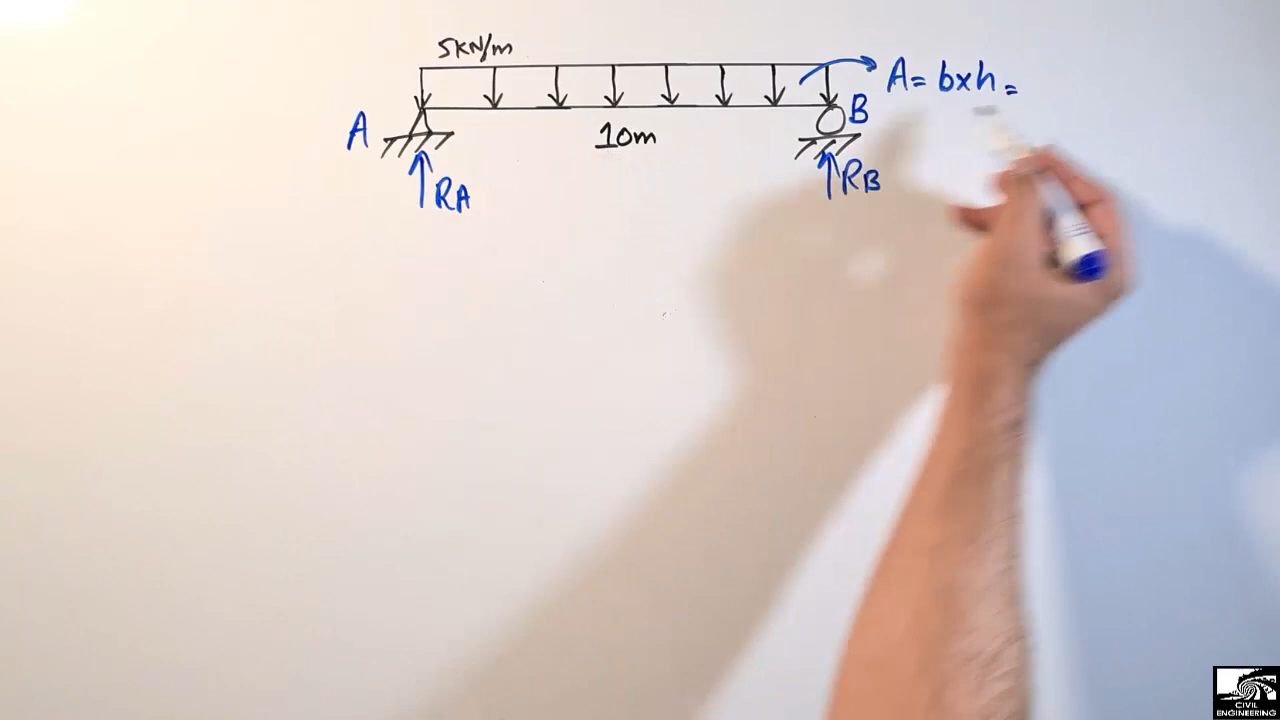 5KN/m
A = b×h =
A
B
10m
RA
RB
CIVIL
ENGINEERING